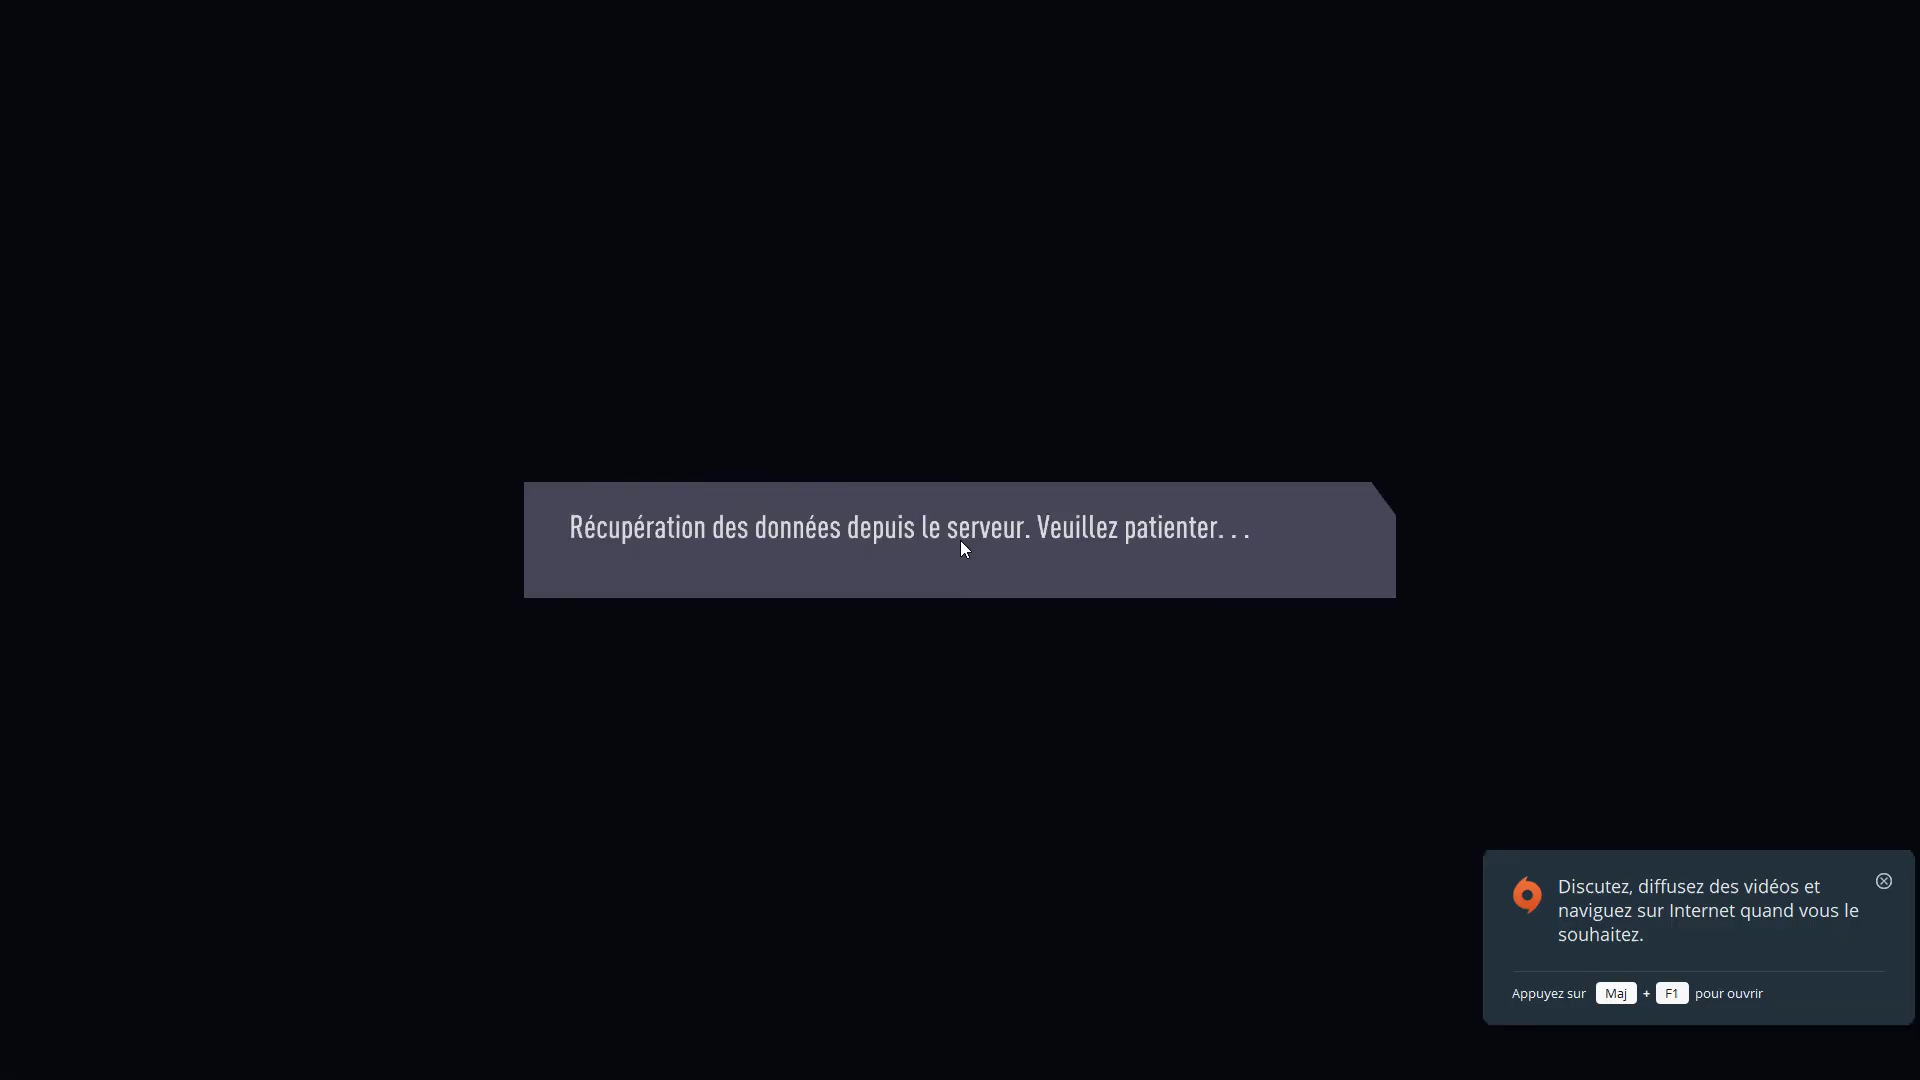 Récupération des données depuis le serveur. Veuillez patienter. . .
Discutez, diffusez des vidéos et
naviguez sur Internet quand vous le
souhaitez.
Appuyez sur Maj + F1 pour ouvrir